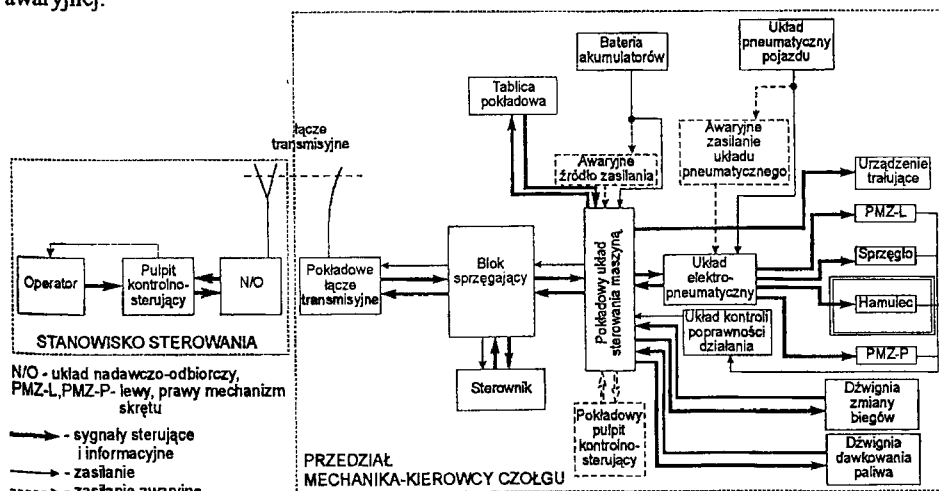 awaryjnej.
Układ
pneumatyczny
pojazdu
Bateria
akumulatorów
Tablica
pokładowa
łącze
transmisyjne
Awaryjne
zasilanie
układu
pneumatycznego
Awaryjne
źródło zasilania
Urządzenie
trałujące
PMZ-L
Sprzęgło
Hamulec
PMZ-P
Operator
Pulpit
kontrolno-
sterujący
N/O
Pokładowe
łącze
transmisyjne
Blok
sprzęgający
Pokładowy układ
sterowania maszyną
Układ
elektro-
pneumatyczny
Układ kontroli
poprawności
działania
STANOWISKO STEROWANIA
Sterownik
N/O - układ nadawczo-odbiorczy,
PMZ-L,PMZ-P- lewy, prawy mechanizm
skrętu
Dźwignia
zmiany
biegów
Pokładowy
pulpit
kontrolno-
sterujący
Dźwignia
dawkowania
paliwa
- sygnały sterujące
i informacyjne
- zasilanie
- zasilanie awaryjne
PRZEDZIAŁ
MECHANIKA-KIEROWCY CZOŁGU